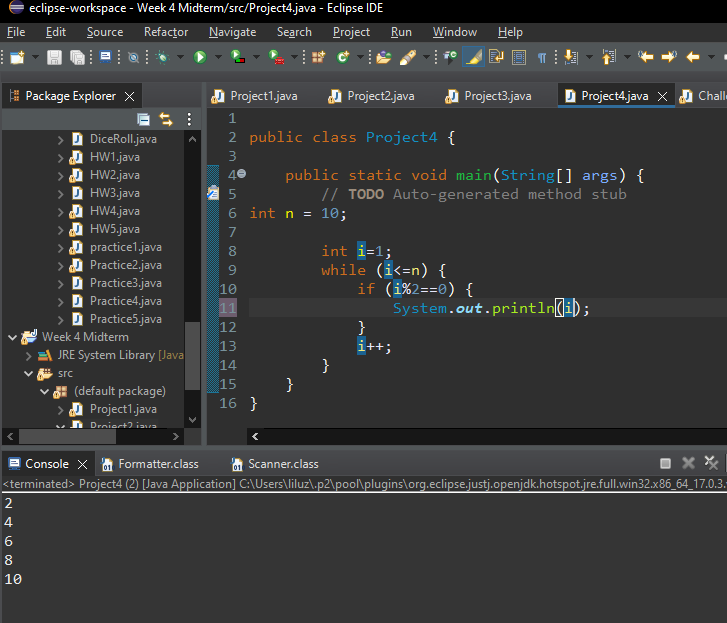 eclipse-workspace - Week 4 Midterm/src/Project4.java - Eclipse IDE
File Edit Source Refactor Navigate Search Project Run Window Help
Package Explorer
DiceRoll.java
HW1.java
HW2.java
HW3.java
HW4.java
HW5.java
practice1.java
Practice2.java
Practice3.java
Practice4.java
Practice5.java
Week 4 Midterm
JRE System Library [Java
src
(default package)
Project1.java
Project2.java
Project1.java Project2.java Project3.java Project4.java Chall
1
2 public class Project4 {
3
4 public static void main(String[] args) {
5 // TODO Auto-generated method stub
6 int n = 10;
7
8 int i=1;
9 while (i<=n) {
10 if (i%2==0) {
11 System.out.println(i);
12 }
13 i++;
14 }
15 }
16 }
Console Formatter.class Scanner.class
<terminated> Project4 (2) [Java Application] C:\Users\liluz\.p2\pool\plugins\org.eclipse.justj.openjdk.hotspot.jre.full.win32.x86_64_17.0.3.
2
4
6
8
10